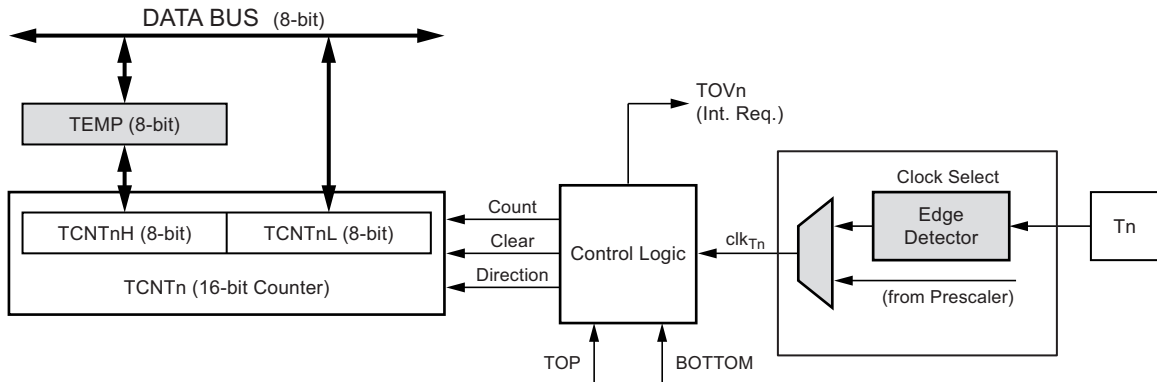 DATA BUS (8-bit)
TEMP (8-bit)
TCNTnH (8-bit)
TCNTnL (8-bit)
TCNTn (16-bit Counter)
Count
Clear
Direction
TOVn
(Int. Req.)
Control Logic
TOP
BOTTOM
clkTn
Clock Select
Edge
Detector
(from Prescaler)
Tn